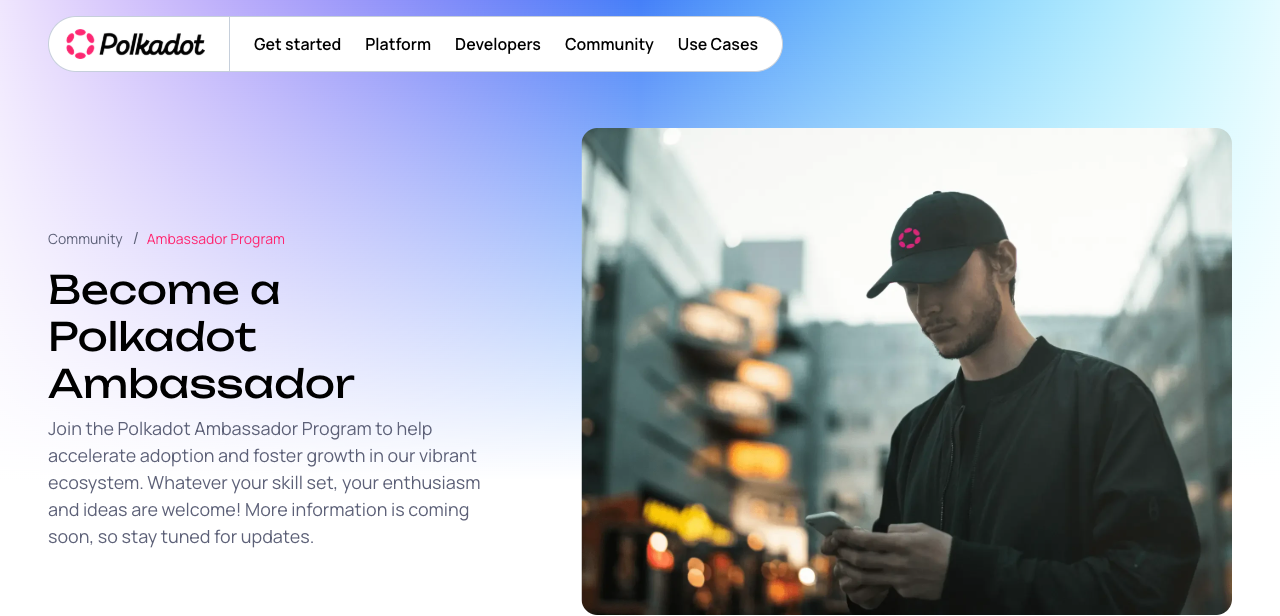 Polkadot
Get started
Platform
Developers
Community
Use Cases
Community / Ambassador Program
Become a
Polkadot
Ambassador
Join the Polkadot Ambassador Program to help
accelerate adoption and foster growth in our vibrant
ecosystem. Whatever your skill set, your enthusiasm
and ideas are welcome! More information is coming
soon, so stay tuned for updates.